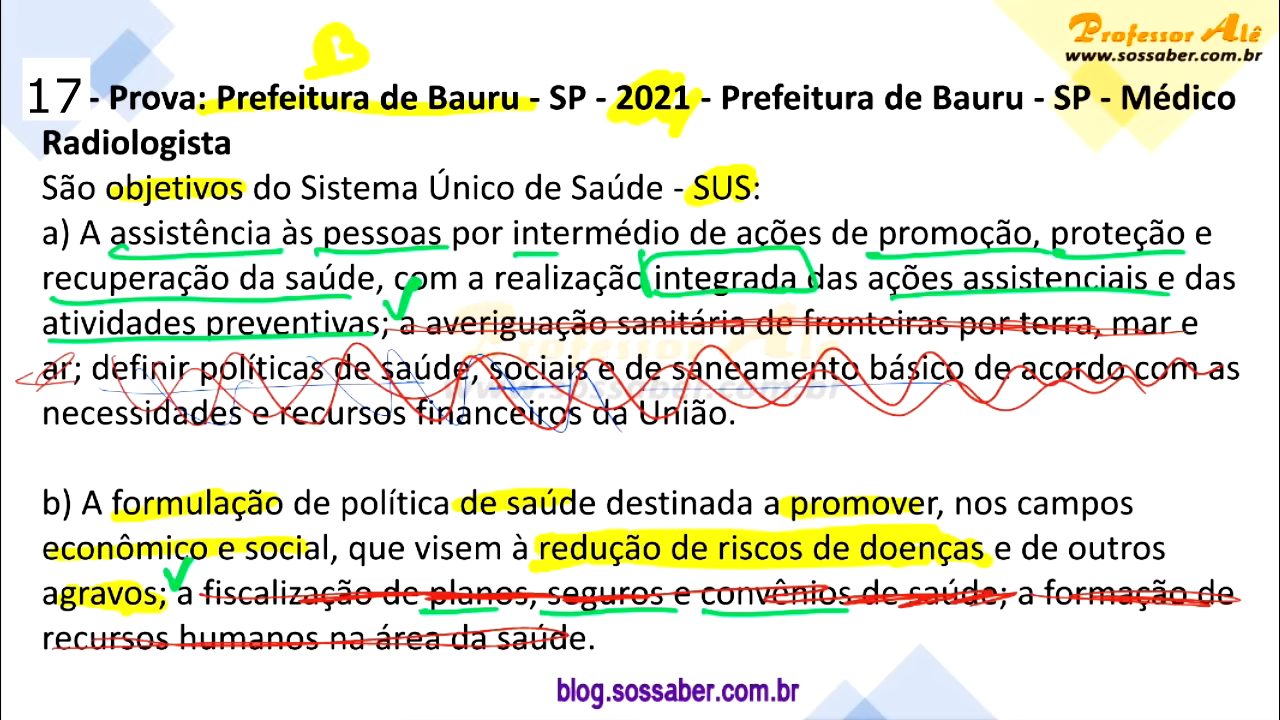 Professor Alê
www.sossaber.com.br
17 - Prova: Prefeitura de Bauru - SP - 2021 - Prefeitura de Bauru - SP - Médico
Radiologista
São objetivos do Sistema Único de Saúde - SUS:
a) A assistência às pessoas por intermédio de ações de promoção, proteção e
recuperação da saúde, com a realização integrada das ações assistenciais e das
atividades preventivas; a averiguação sanitária de fronteiras por terra, mar e
ar; definir políticas de saúde, sociais e de saneamento básico de acordo com as
necessidades e recursos financeiros da União.
b) A formulação de política de saúde destinada a promover, nos campos
econômico e social, que visem à redução de riscos de doenças e de outros
agravos; a fiscalização de planos, seguros e convênios de saúde; a formação de
recursos humanos na área da saúde.
Professor Alê
www.sossaber.com.br
blog.sossaber.com.br